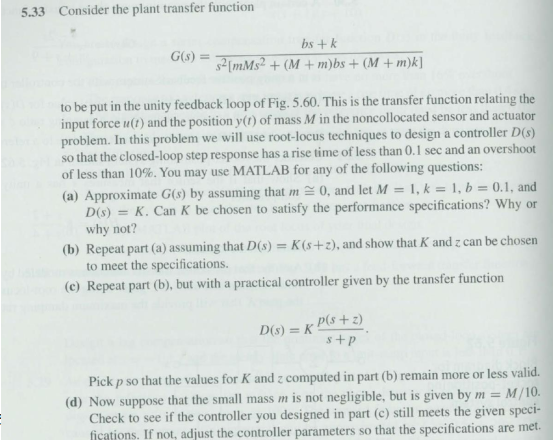 5.33 Consider the plant transfer function
G(s) = bs + k / s²[mMs² + (M + m)bs + (M + m)k]
to be put in the unity feedback loop of Fig. 5.60. This is the transfer function relating the
input force u(t) and the position y(t) of mass M in the noncollocated sensor and actuator
problem. In this problem we will use root-locus techniques to design a controller D(s)
so that the closed-loop step response has a rise time of less than 0.1 sec and an overshoot
of less than 10%. You may use MATLAB for any of the following questions:
(a) Approximate G(s) by assuming that m ≅ 0, and let M = 1, k = 1, b = 0.1, and
D(s) = K. Can K be chosen to satisfy the performance specifications? Why or
why not?
(b) Repeat part (a) assuming that D(s) = K(s+z), and show that K and z can be chosen
to meet the specifications.
(c) Repeat part (b), but with a practical controller given by the transfer function
D(s) = K p(s + z) / s + p.
Pick p so that the values for K and z computed in part (b) remain more or less valid.
(d) Now suppose that the small mass m is not negligible, but is given by m = M/10.
Check to see if the controller you designed in part (c) still meets the given speci-
fications. If not, adjust the controller parameters so that the specifications are met.